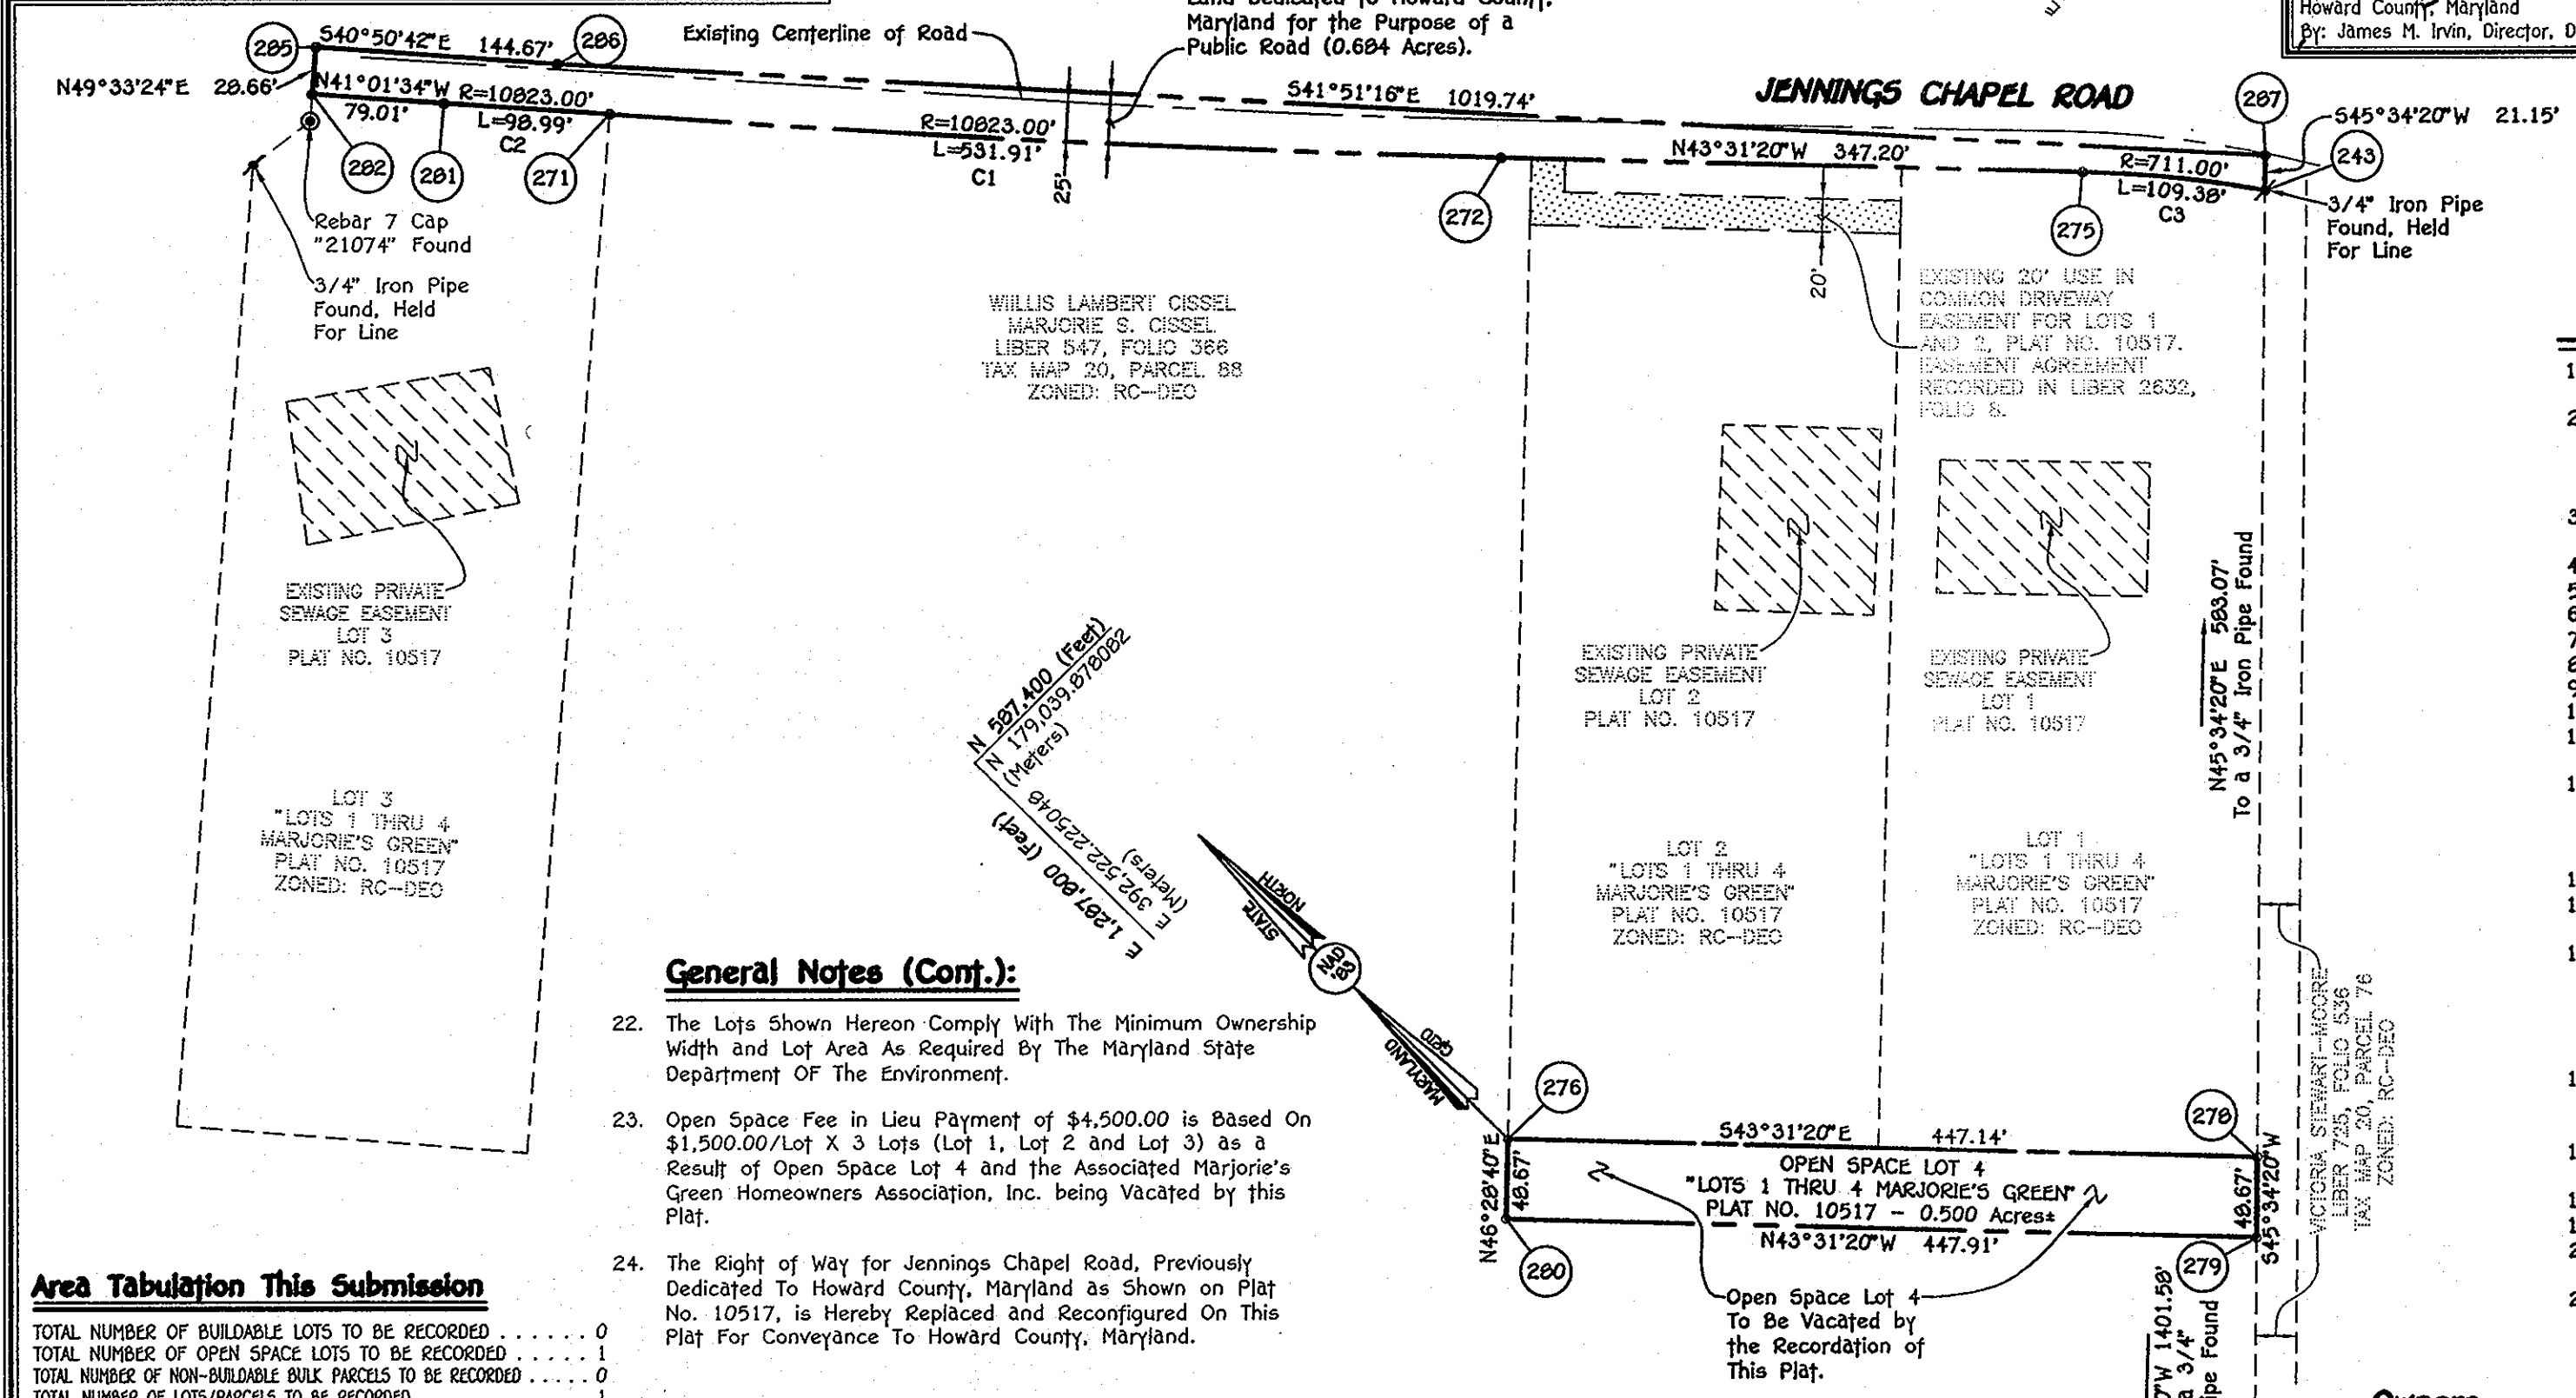 Land Dedicated To Howard County,
Maryland for the Purpose of a
Public Road (0.684 Acres).
Howard County, Maryland
By: James M. Irvin, Director, D
Existing Centerline of Road
285
S40°50'42"E 144.67'
286
N49°33'24"E 28.66'
N41°01'34"W
79.01'
R=10823.00'
L=98.99'
C2
282
281
271
R=10823.00'
L=531.91'
C1
25'
S41°51'16"E 1019.74'
JENNINGS CHAPEL ROAD
287
S45°34'20"W 21.15'
243
N43°31'20"W 347.20'
R=711.00'
L=109.38'
C3
272
275
3/4" Iron Pipe
Found, Held
For Line
Rebar 7 Cap
"21074" Found
3/4" Iron Pipe
Found, Held
For Line
20'
WIILLIS LAMBERT CISSEL
MARJORIE S. CISSEL
LIBER 547, FOLIO 366
TAX MAP 20, PARCEL 88
ZONED: RC-DEO
EXISTING 20' USE IN
COMMON DRIVEWAY
EASEMENT FOR LOTS 1
AND 2, PLAT NO. 10517.
EASEMENT AGREEMENT
RECORDED IN LIBER 2632,
FOLIO 8.
EXISTING PRIVATE
SEWAGE EASEMENT
LOT 3
PLAT NO. 10517
EXISTING PRIVATE
SEWAGE EASEMENT
LOT 2
PLAT NO. 10517
EXISTING PRIVATE
SEWAGE EASEMENT
LOT 1
PLAT NO. 10517
N45°34'20"E 583.07'
To a 3/4" Iron Pipe Found
N 587,400 (Feet)
N 179,039.878082
(Meters)
E 392,522.225048
(Meters)
E 1,287,800 (Feet)
LOT 3
"LOTS 1 THRU 4
MARJORIE'S GREEN"
PLAT NO. 10517
ZONED: RC-DEO
LOT 2
"LOTS 1 THRU 4
MARJORIE'S GREEN"
PLAT NO. 10517
ZONED: RC-DEO
LOT 1
"LOTS 1 THRU 4
MARJORIE'S GREEN"
PLAT NO. 10517
ZONED: RC-DEO
MARYLAND STATE
GRID NORTH
NAD '83
VICTORIA STEWART-MOORE
LIBER 725, FOLIO 536
TAX MAP 20, PARCEL 76
ZONED: RC-DEO
General Notes (Cont.):
22. The Lots Shown Hereon Comply With The Minimum Ownership
Width and Lot Area As Required By The Maryland State
Department OF The Environment.
23. Open Space Fee in Lieu Payment of $4,500.00 is Based On
$1,500.00/Lot X 3 Lots (Lot 1, Lot 2 and Lot 3) as a
Result of Open Space Lot 4 and the Associated Marjorie's
Green Homeowners Association, Inc. being Vacated by this
Plat.
24. The Right of Way for Jennings Chapel Road, Previously
Dedicated To Howard County, Maryland as Shown on Plat
No. 10517, is Hereby Replaced and Reconfigured On This
Plat For Conveyance To Howard County, Maryland.
276
278
S43°31'20"E 447.14'
N46°28'40"E
48.67'
OPEN SPACE LOT 4
"LOTS 1 THRU 4 MARJORIE'S GREEN"
PLAT NO. 10517 - 0.500 Acres±
N43°31'20"W 447.91'
48.67'
S45°34'20"W
280
279
Open Space Lot 4
To Be Vacated by
the Recordation of
This Plat.
0"W 1401.58'
a 3/4"
ipe Found
Area Tabulation This Submission
TOTAL NUMBER OF BUILDABLE LOTS TO BE RECORDED . . . . . . 0
TOTAL NUMBER OF OPEN SPACE LOTS TO BE RECORDED . . . . . 1
TOTAL NUMBER OF NON-BUILDABLE BULK PARCELS TO BE RECORDED . . . . . 0
TOTAL NUMBER OF LOTS/PARCELS TO BE RECORDED 1